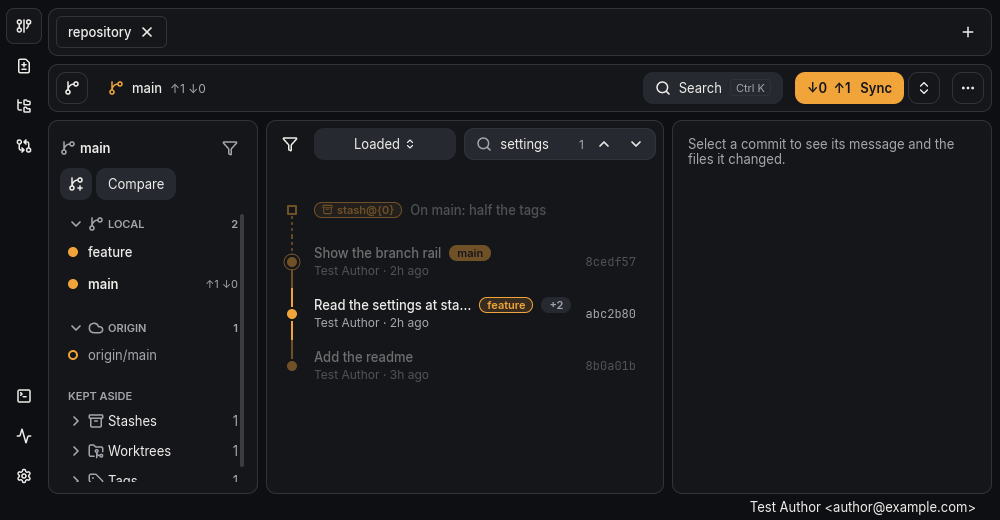 repository
main ↑1 ↓0
Search Ctrl K
↓0 ↑1 Sync
main
Compare
LOCAL 2
feature
main ↑1 ↓0
ORIGIN 1
origin/main
KEPT ASIDE
Stashes 1
Worktrees 1
Tags 1
Loaded
settings 1
stash@{0} On main: half the tags
Show the branch rail main
Test Author · 2h ago 8cedf57
Read the settings at sta... feature +2
Test Author · 2h ago abc2b80
Add the readme
Test Author · 3h ago 8b0a01b
Select a commit to see its message and the
files it changed.
Test Author <author@example.com>